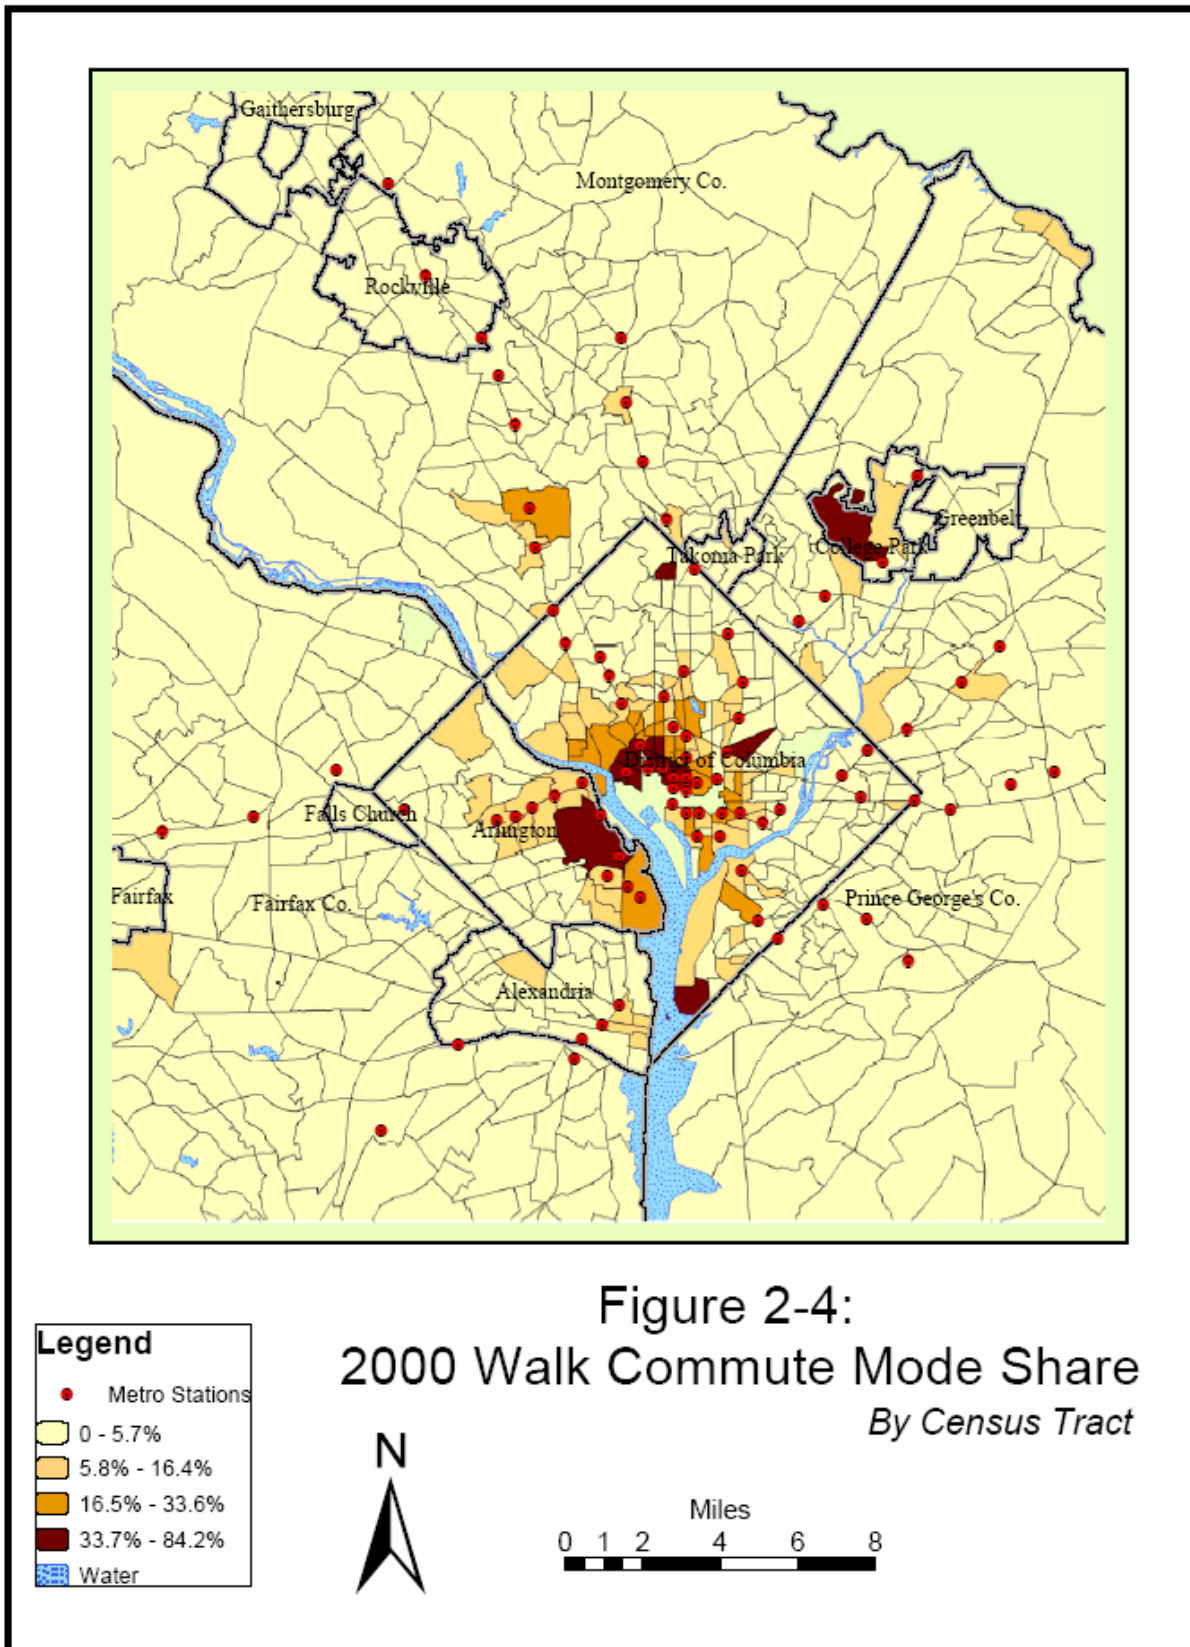 Gaithersburg
Montgomery Co.
Rockville
Greenbelt
College Park
Takoma Park
District of Columbia
Falls Church
Arlington
Fairfax
Fairfax Co.
Prince George's Co.
Alexandria
Figure 2-4:
2000 Walk Commute Mode Share
By Census Tract
Legend
Metro Stations
0 - 5.7%
5.8% - 16.4%
16.5% - 33.6%
33.7% - 84.2%
Water
N
Miles
0 1 2 4 6 8